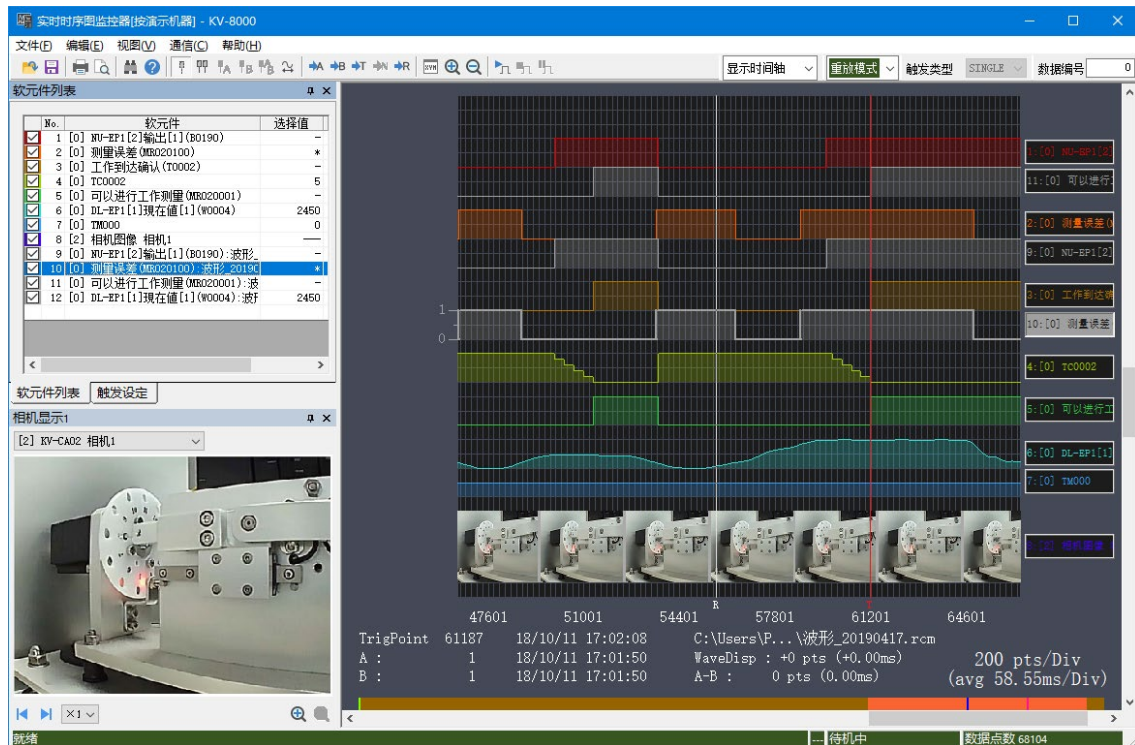 实时时序图监控器[按演示机器] - KV-8000
文件(F) 编辑(E) 视图(V) 通信(C) 帮助(H)
显示时间轴 重放模式 触发类型 SINGLE 数据编号 0
软元件列表
No. 软元件 选择值
1 [0] NU-EP1[2]输出[1](B0190) -
2 [0] 测量误差(MR020100) *
3 [0] 工作到达确认(T0002) -
4 [0] TC0002 5
5 [0] 可以进行工作测量(MR020001) -
6 [0] DL-EP1[1]现在值[1](W0004) 2450
7 [0] TM000 0
8 [2] 相机图像 相机1 ——
9 [0] NU-EP1[2]输出[1](B0190):波形_ -
10 [0] 测量误差(MR020100):波形_2019C *
11 [0] 可以进行工作测量(MR020001):波 -
12 [0] DL-EP1[1]现在值[1](W0004):波形 2450
软元件列表 触发设定
相机显示1
[2] KV-CA02 相机1
×1
1
0
1:[0] NU-EP1[2]
11:[0] 可以进行
2:[0] 测量误差(
9:[0] NU-EP1[2]
3:[0] 工作到达确
10:[0] 测量误差
4:[0] TC0002
5:[0] 可以进行工
6:[0] DL-EP1[1]
7:[0] TM000
8:[2] 相机图像
R T
47601 51001 54401 57801 61201 64601
TrigPoint 61187 18/10/11 17:02:08 C:\Users\P...\波形_20190417.rcm
A : 1 18/10/11 17:01:50 WaveDisp : +0 pts (+0.00ms)
B : 1 18/10/11 17:01:50 A-B : 0 pts (0.00ms)
200 pts/Div
(avg 58.55ms/Div)
就绪 --- 待机中 数据点数 68104